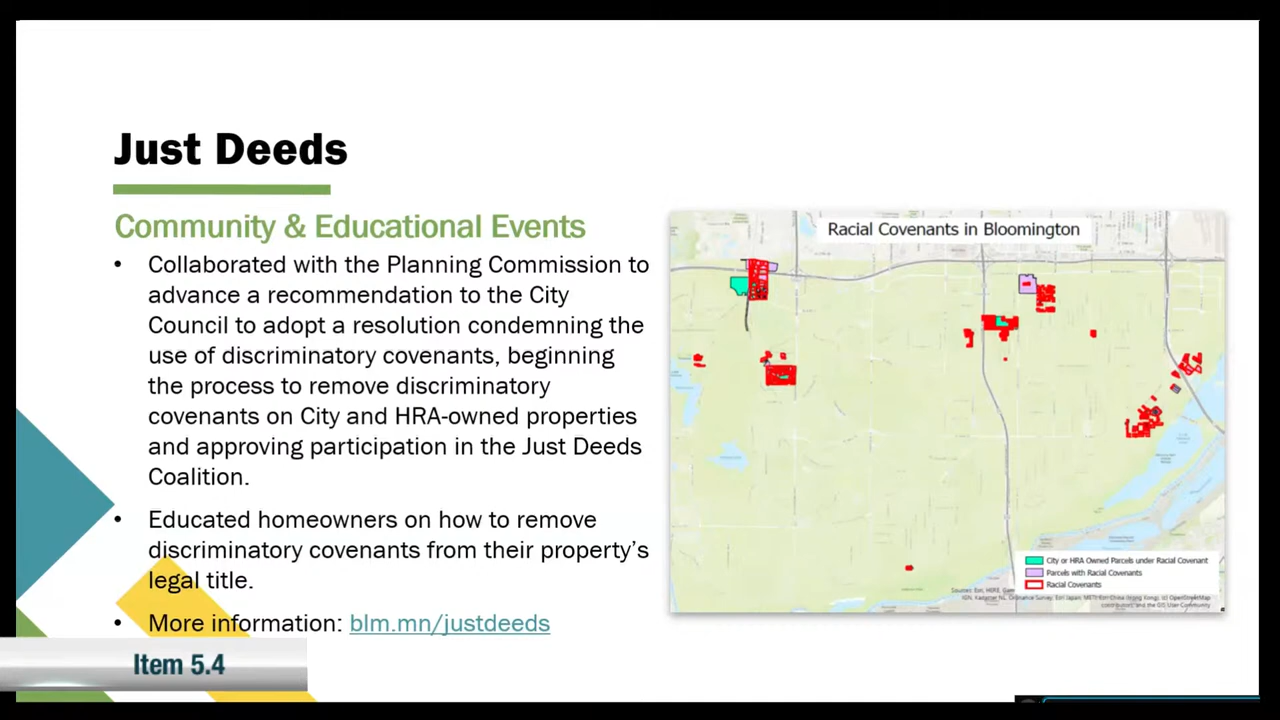 Just Deeds
Community & Educational Events
• Collaborated with the Planning Commission to
advance a recommendation to the City
Council to adopt a resolution condemning the
use of discriminatory covenants, beginning
the process to remove discriminatory
covenants on City and HRA-owned properties
and approving participation in the Just Deeds
Coalition.
• Educated homeowners on how to remove
discriminatory covenants from their property's
legal title.
• More information: blm.mn/justdeeds
Item 5.4
Racial Covenants in Bloomington
City or HRA Owned Parcels under Racial Covenant
Parcels with Racial Covenants
Racial Covenants